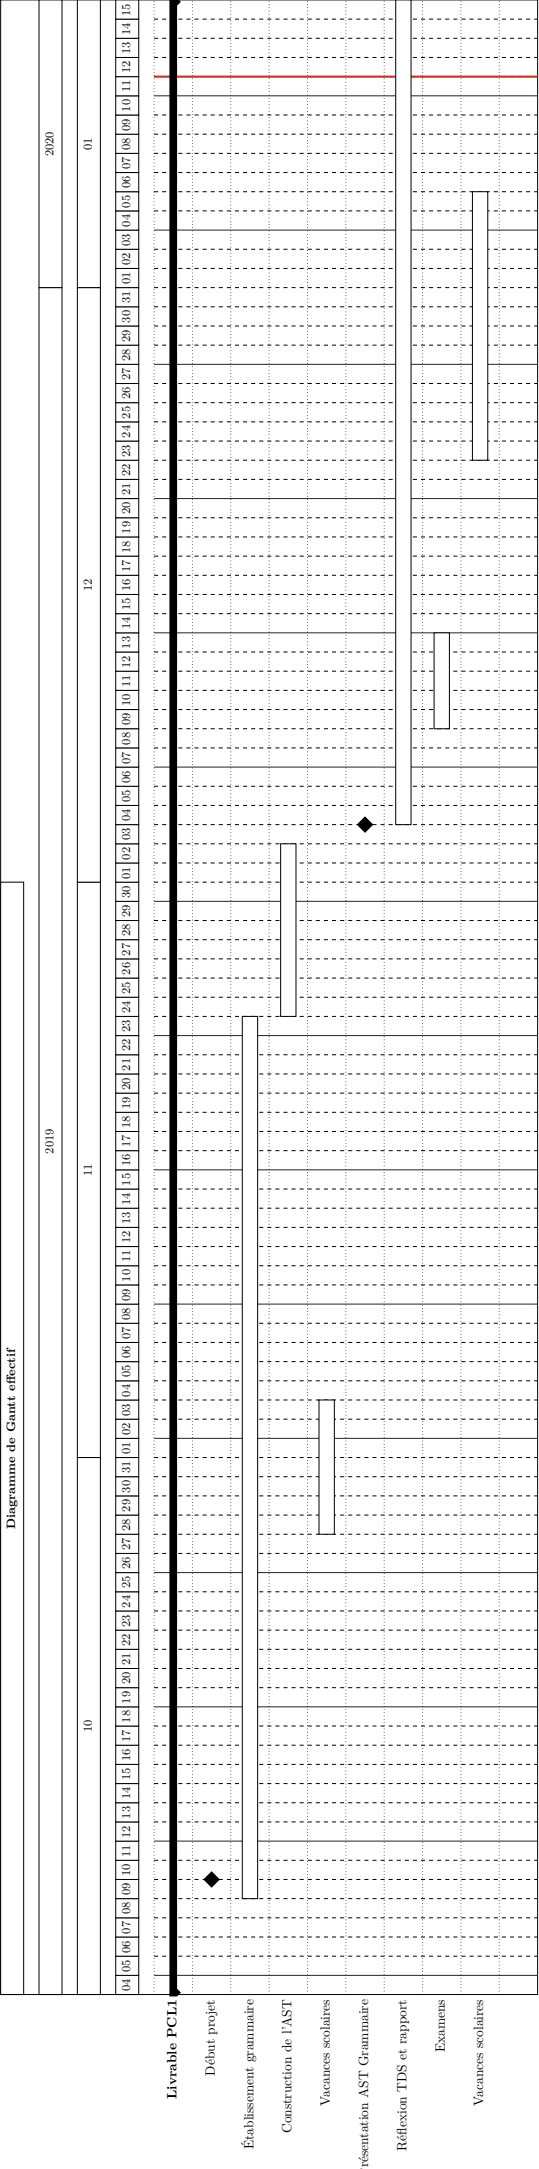 Diagramme de Gantt effectif
2019 2020
10 11 12 01
04 05 06 07 08 09 10 11 12 13 14 15 16 17 18 19 20 21 22 23 24 25 26 27 28 29 30 31 01 02 03 04 05 06 07 08 09 10 11 12 13 14 15 16 17 18 19 20 21 22 23 24 25 26 27 28 29 30 01 02 03 04 05 06 07 08 09 10 11 12 13 14 15 16 17 18 19 20 21 22 23 24 25 26 27 28 29 30 31 01 02 03 04 05 06 07 08 09 10 11 12 13 14 15
Livrable PCL1
Début projet
Établissement grammaire
Construction de l'AST
Vacances scolaires
résentation AST Grammaire
Réflexion TDS et rapport
Examens
Vacances scolaires